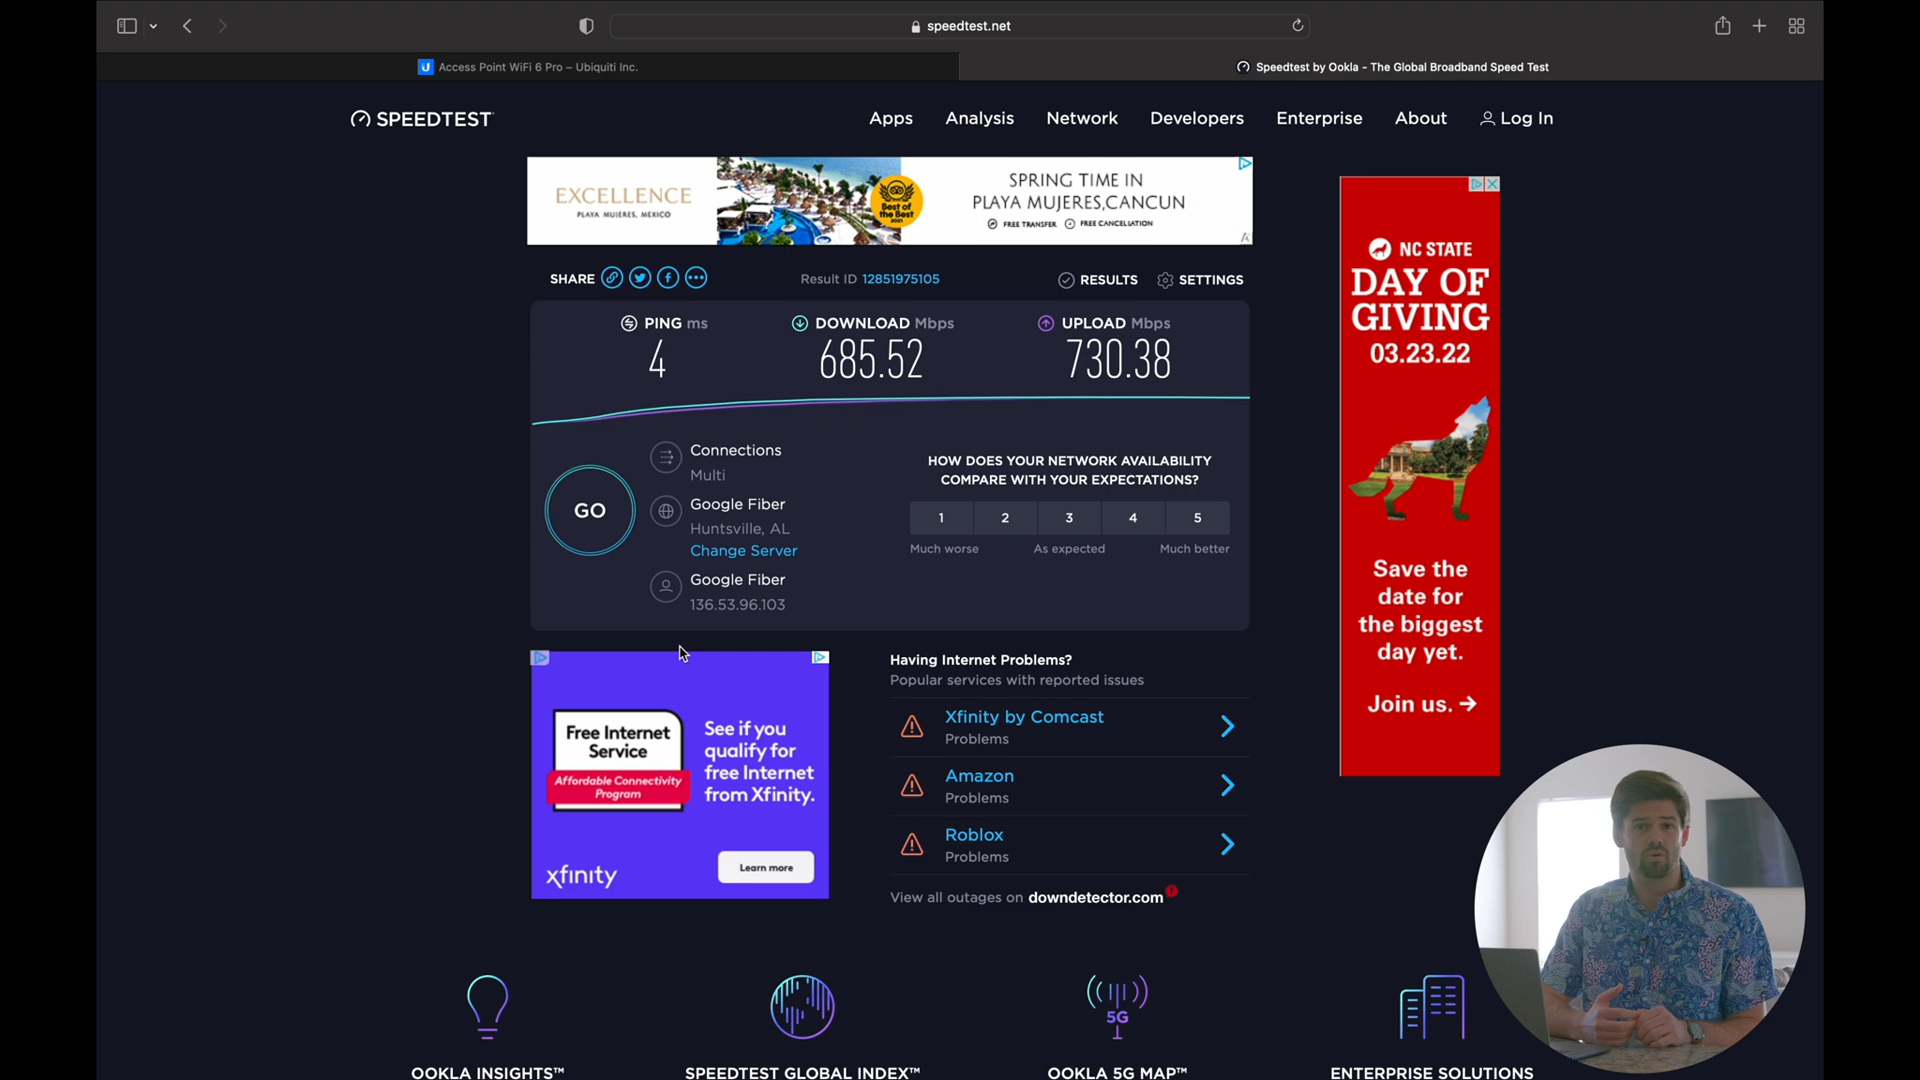 speedtest.net
Access Point WiFi 6 Pro – Ubiquiti Inc.
Speedtest by Ookla - The Global Broadband Speed Test
SPEEDTEST
Apps
Analysis
Network
Developers
Enterprise
About
Log In
EXCELLENCE
PLAYA MUJERES, MEXICO
Best of
the Best
2021
SPRING TIME IN
PLAYA MUJERES,CANCUN
FREE TRANSFER
FREE CANCELLATION
SHARE
Result ID 12851975105
RESULTS
SETTINGS
PING ms
4
DOWNLOAD Mbps
685.52
UPLOAD Mbps
730.38
GO
Connections
Multi
Google Fiber
Huntsville, AL
Change Server
Google Fiber
136.53.96.103
HOW DOES YOUR NETWORK AVAILABILITY
COMPARE WITH YOUR EXPECTATIONS?
1 2 3 4 5
Much worse As expected Much better
NC STATE
DAY OF
GIVING
03.23.22
Save the
date for
the biggest
day yet.
Join us. →
Free Internet
Service
Affordable Connectivity
Program
See if you
qualify for
free Internet
from Xfinity.
xfinity
Learn more
Having Internet Problems?
Popular services with reported issues
Xfinity by Comcast
Problems
Amazon
Problems
Roblox
Problems
View all outages on downdetector.com
5G
OOKLA INSIGHTS™
SPEEDTEST GLOBAL INDEX™
OOKLA 5G MAP™
ENTERPRISE SOLUTIONS